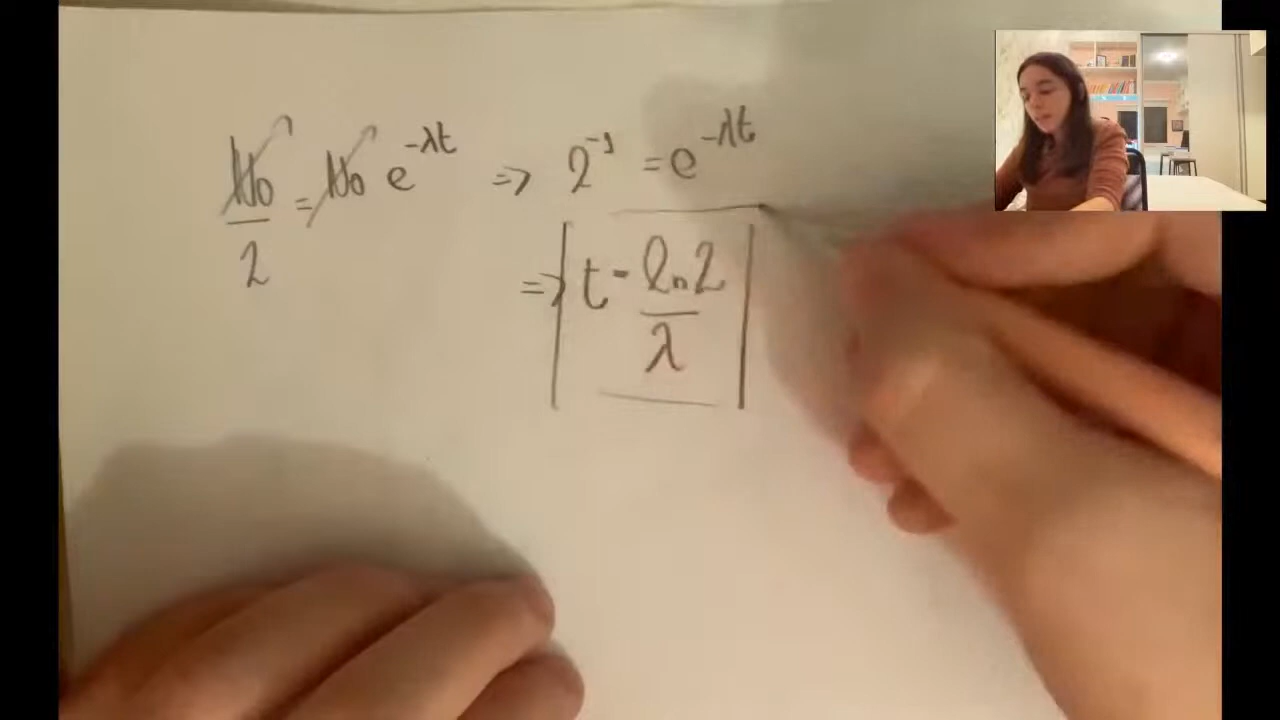 N₀/2 = N₀ e^-λt => 2^-1 = e^-λt
=> t = ln2/λ